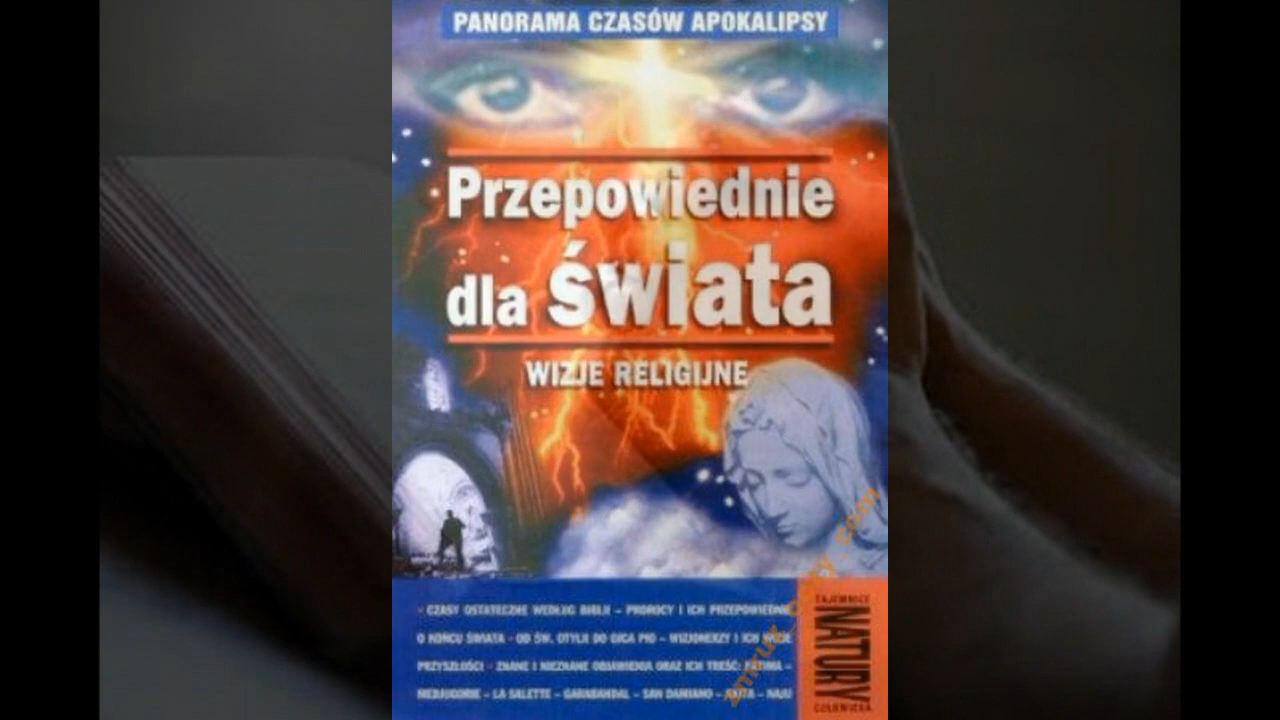 PANORAMA CZASÓW APOKALIPSY
Przepowiednie
dla świata
WIZJE RELIGIJNE
- CZASY OSTATECZNE WEDŁUG BIBLII – PROROCY I ICH PRZEPOWIEDNIE
O KOŃCU ŚWIATA - OD ŚW. OTYLII DO OJCA PIO – WIZJONERZY I ICH WIZJE
PRZYSZŁOŚCI - ZNANE I NIEZNANE OBJAWIENIA ORAZ ICH TREŚĆ: FATIMA –
MEDJUGORIE – LA SALETTE – GARABANDAL – SAN DAMIANO – AKITA – NAJU
TAJEMNICE
NATURY
CZŁOWIEKA